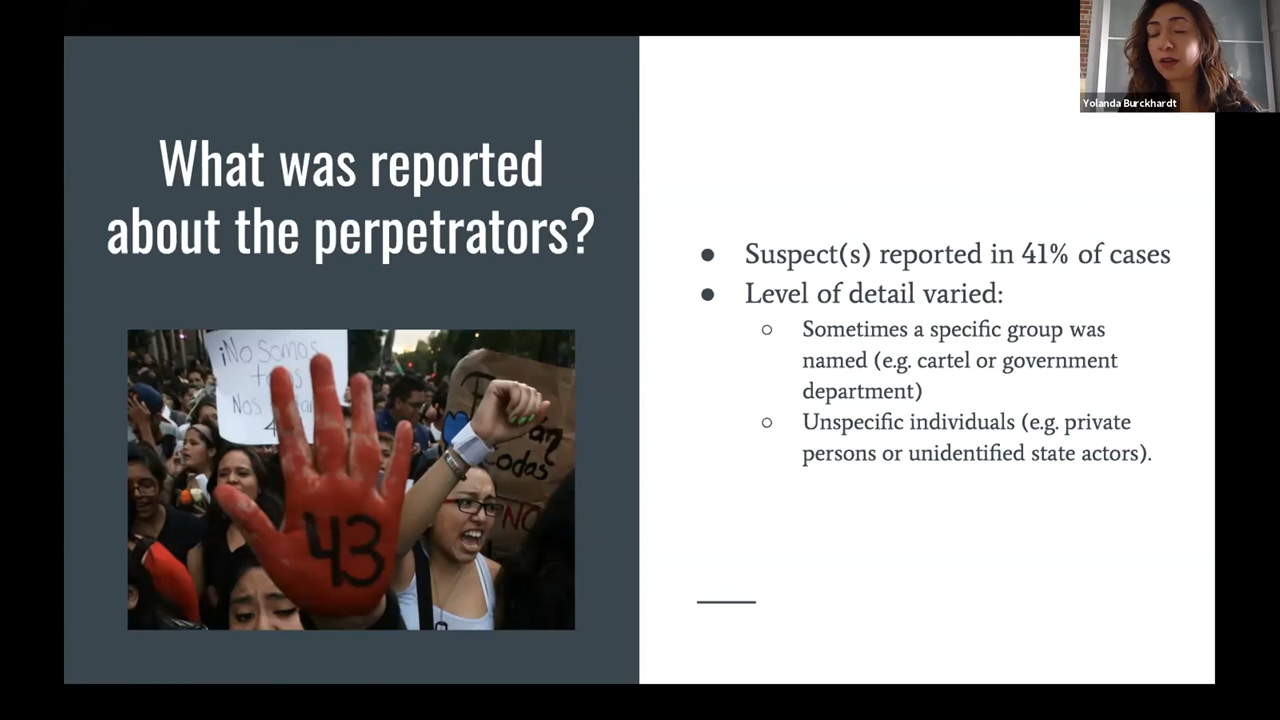 What was reported
about the perpetrators?
¡No Somos
Nos
43
NO
● Suspect(s) reported in 41% of cases
● Level of detail varied:
○ Sometimes a specific group was
named (e.g. cartel or government
department)
○ Unspecific individuals (e.g. private
persons or unidentified state actors).
Yolanda Burckhardt